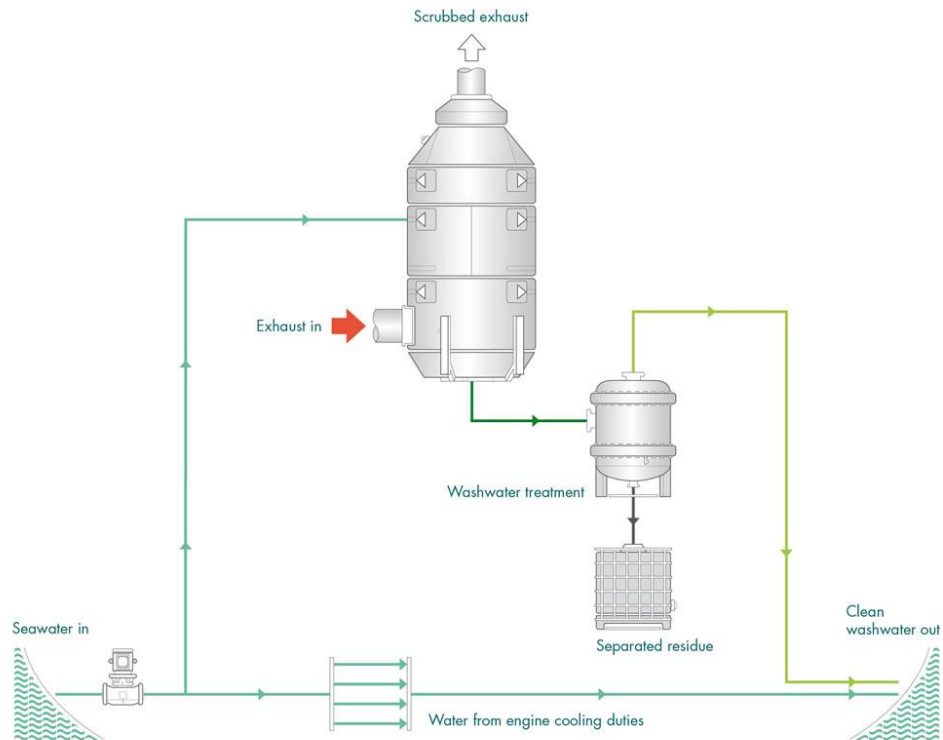 Scrubbed exhaust
Exhaust in
Washwater treatment
Separated residue
Seawater in
Clean
washwater out
Water from engine cooling duties